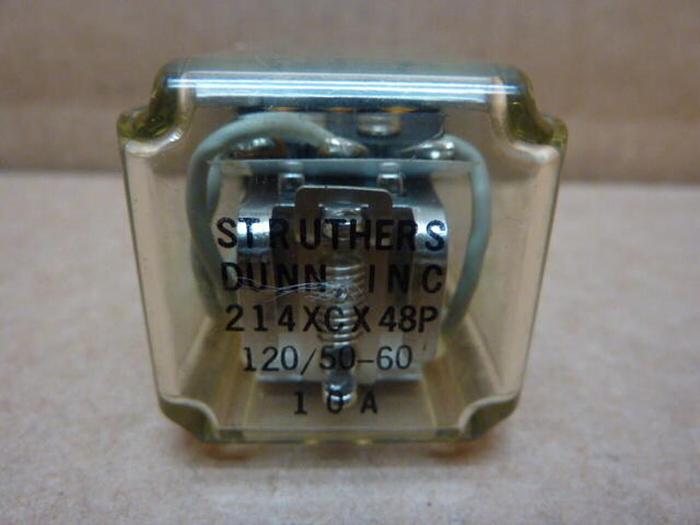 STRUTHERS
DUNN, INC
214XCX48P
120/50-60
10A